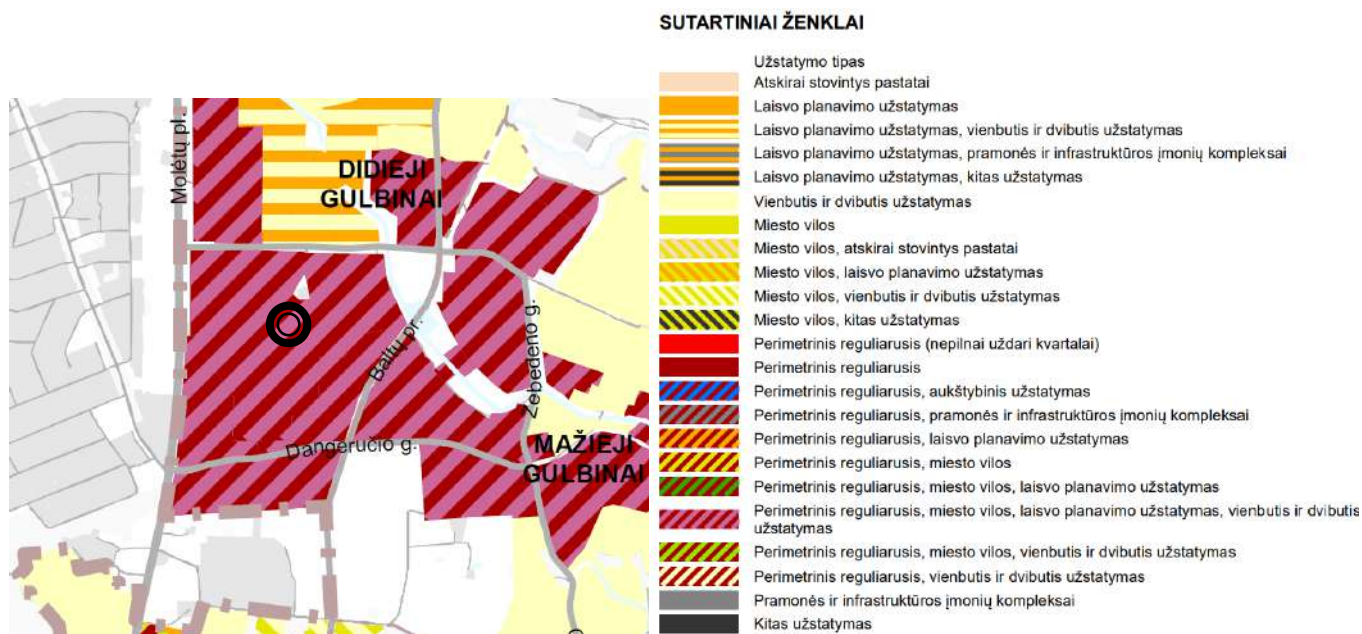 SUTARTINIAI ŽENKLAI
Užstatymo tipas
Atskirai stovintys pastatai
Laisvo planavimo užstatymas
Laisvo planavimo užstatymas, vienbutis ir dvibutis užstatymas
Laisvo planavimo užstatymas, pramonės ir infrastruktūros įmonių kompleksai
Laisvo planavimo užstatymas, kitas užstatymas
Vienbutis ir dvibutis užstatymas
Miesto vilos
Miesto vilos, atskirai stovintys pastatai
Miesto vilos, laisvo planavimo užstatymas
Miesto vilos, vienbutis ir dvibutis užstatymas
Miesto vilos, kitas užstatymas
Perimetrinis reguliarusis (nepilnai uždari kvartalai)
Perimetrinis reguliarusis
Perimetrinis reguliarusis, aukštybinis užstatymas
Perimetrinis reguliarusis, pramonės ir infrastruktūros įmonių kompleksai
Perimetrinis reguliarusis, laisvo planavimo užstatymas
Perimetrinis reguliarusis, miesto vilos
Perimetrinis reguliarusis, miesto vilos, laisvo planavimo užstatymas
Perimetrinis reguliarusis, miesto vilos, laisvo planavimo užstatymas, vienbutis ir dvibutis
užstatymas
Perimetrinis reguliarusis, miesto vilos, vienbutis ir dvibutis užstatymas
Perimetrinis reguliarusis, vienbutis ir dvibutis užstatymas
Pramonės ir infrastruktūros įmonių kompleksai
Kitas užstatymas
Molėtų pl.
DIDIEJI
GULBINAI
Baltų pr.
Žebedeno g.
Dangeručio g.
MAŽIEJI
GULBINAI